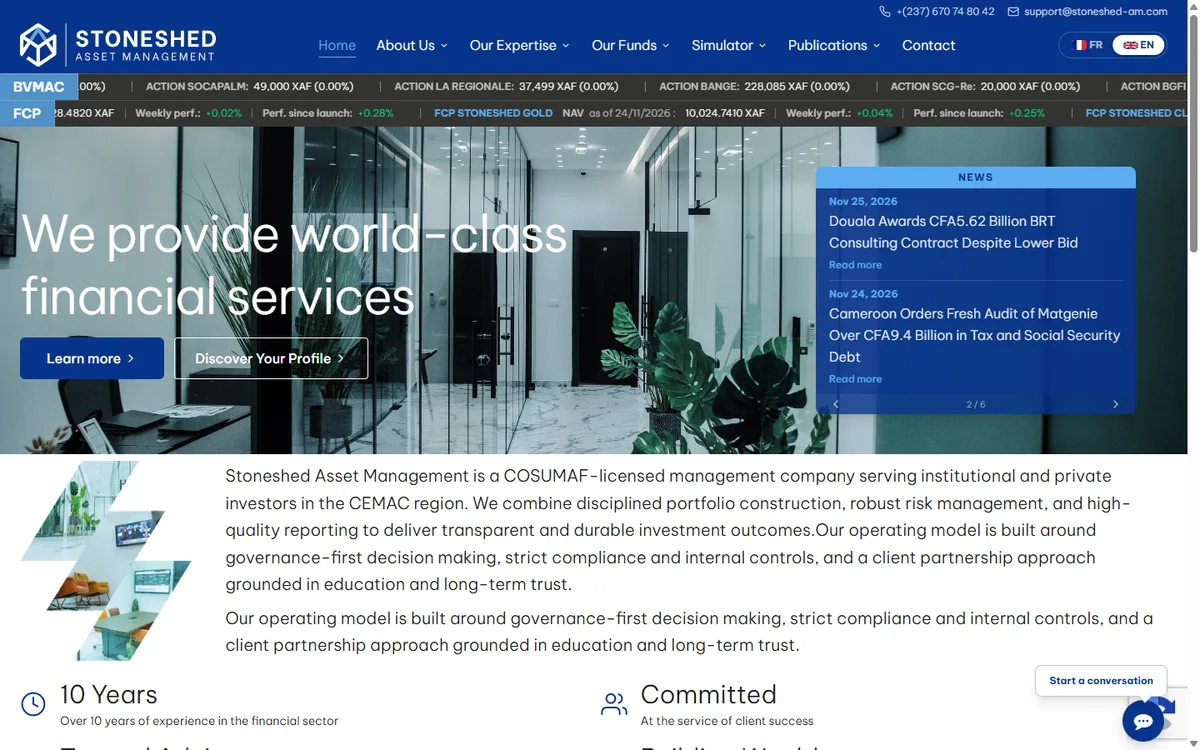 +(237) 670 74 80 42 support@stoneshed-am.com
STONESHED
ASSET MANAGEMENT
Home About Us Our Expertise Our Funds Simulator Publications Contact
FR EN
BVMAC 00%) | ACTION SOCAPALM: 49,000 XAF (0.00%) | ACTION LA REGIONALE: 37,499 XAF (0.00%) | ACTION BANGE: 228,085 XAF (0.00%) | ACTION SCG-Re: 20,000 XAF (0.00%) | ACTION BGFI
FCP 8.4820 XAF | Weekly perf.: +0.02% | Perf. since launch: +0.28% | FCP STONESHED GOLD NAV as of 24/11/2026 : 10,024.7410 XAF | Weekly perf.: +0.04% | Perf. since launch: +0.25% | FCP STONESHED CL
We provide world-class
financial services
Learn more
Discover Your Profile
NEWS
Nov 25, 2026
Douala Awards CFA5.62 Billion BRT
Consulting Contract Despite Lower Bid
Read more
Nov 24, 2026
Cameroon Orders Fresh Audit of Matgenie
Over CFA9.4 Billion in Tax and Social Security
Debt
Read more
2 / 6
Stoneshed Asset Management is a COSUMAF-licensed management company serving institutional and private
investors in the CEMAC region. We combine disciplined portfolio construction, robust risk management, and high-
quality reporting to deliver transparent and durable investment outcomes.Our operating model is built around
governance-first decision making, strict compliance and internal controls, and a client partnership approach
grounded in education and long-term trust.
Our operating model is built around governance-first decision making, strict compliance and internal controls, and a
client partnership approach grounded in education and long-term trust.
10 Years
Over 10 years of experience in the financial sector
Committed
At the service of client success
Start a conversation